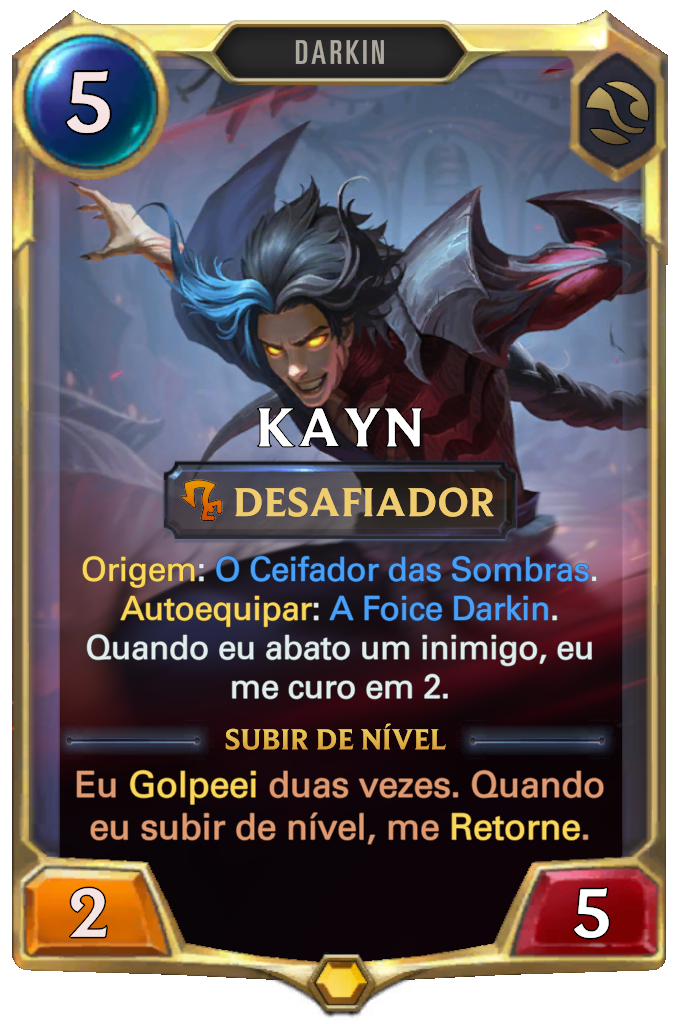 DARKIN
5
KAYN
DESAFIADOR
Origem: O Ceifador das Sombras.
Autoequipar: A Foice Darkin.
Quando eu abato um inimigo, eu
me curo em 2.
SUBIR DE NÍVEL
Eu Golpeei duas vezes. Quando
eu subir de nível, me Retorne.
2
5